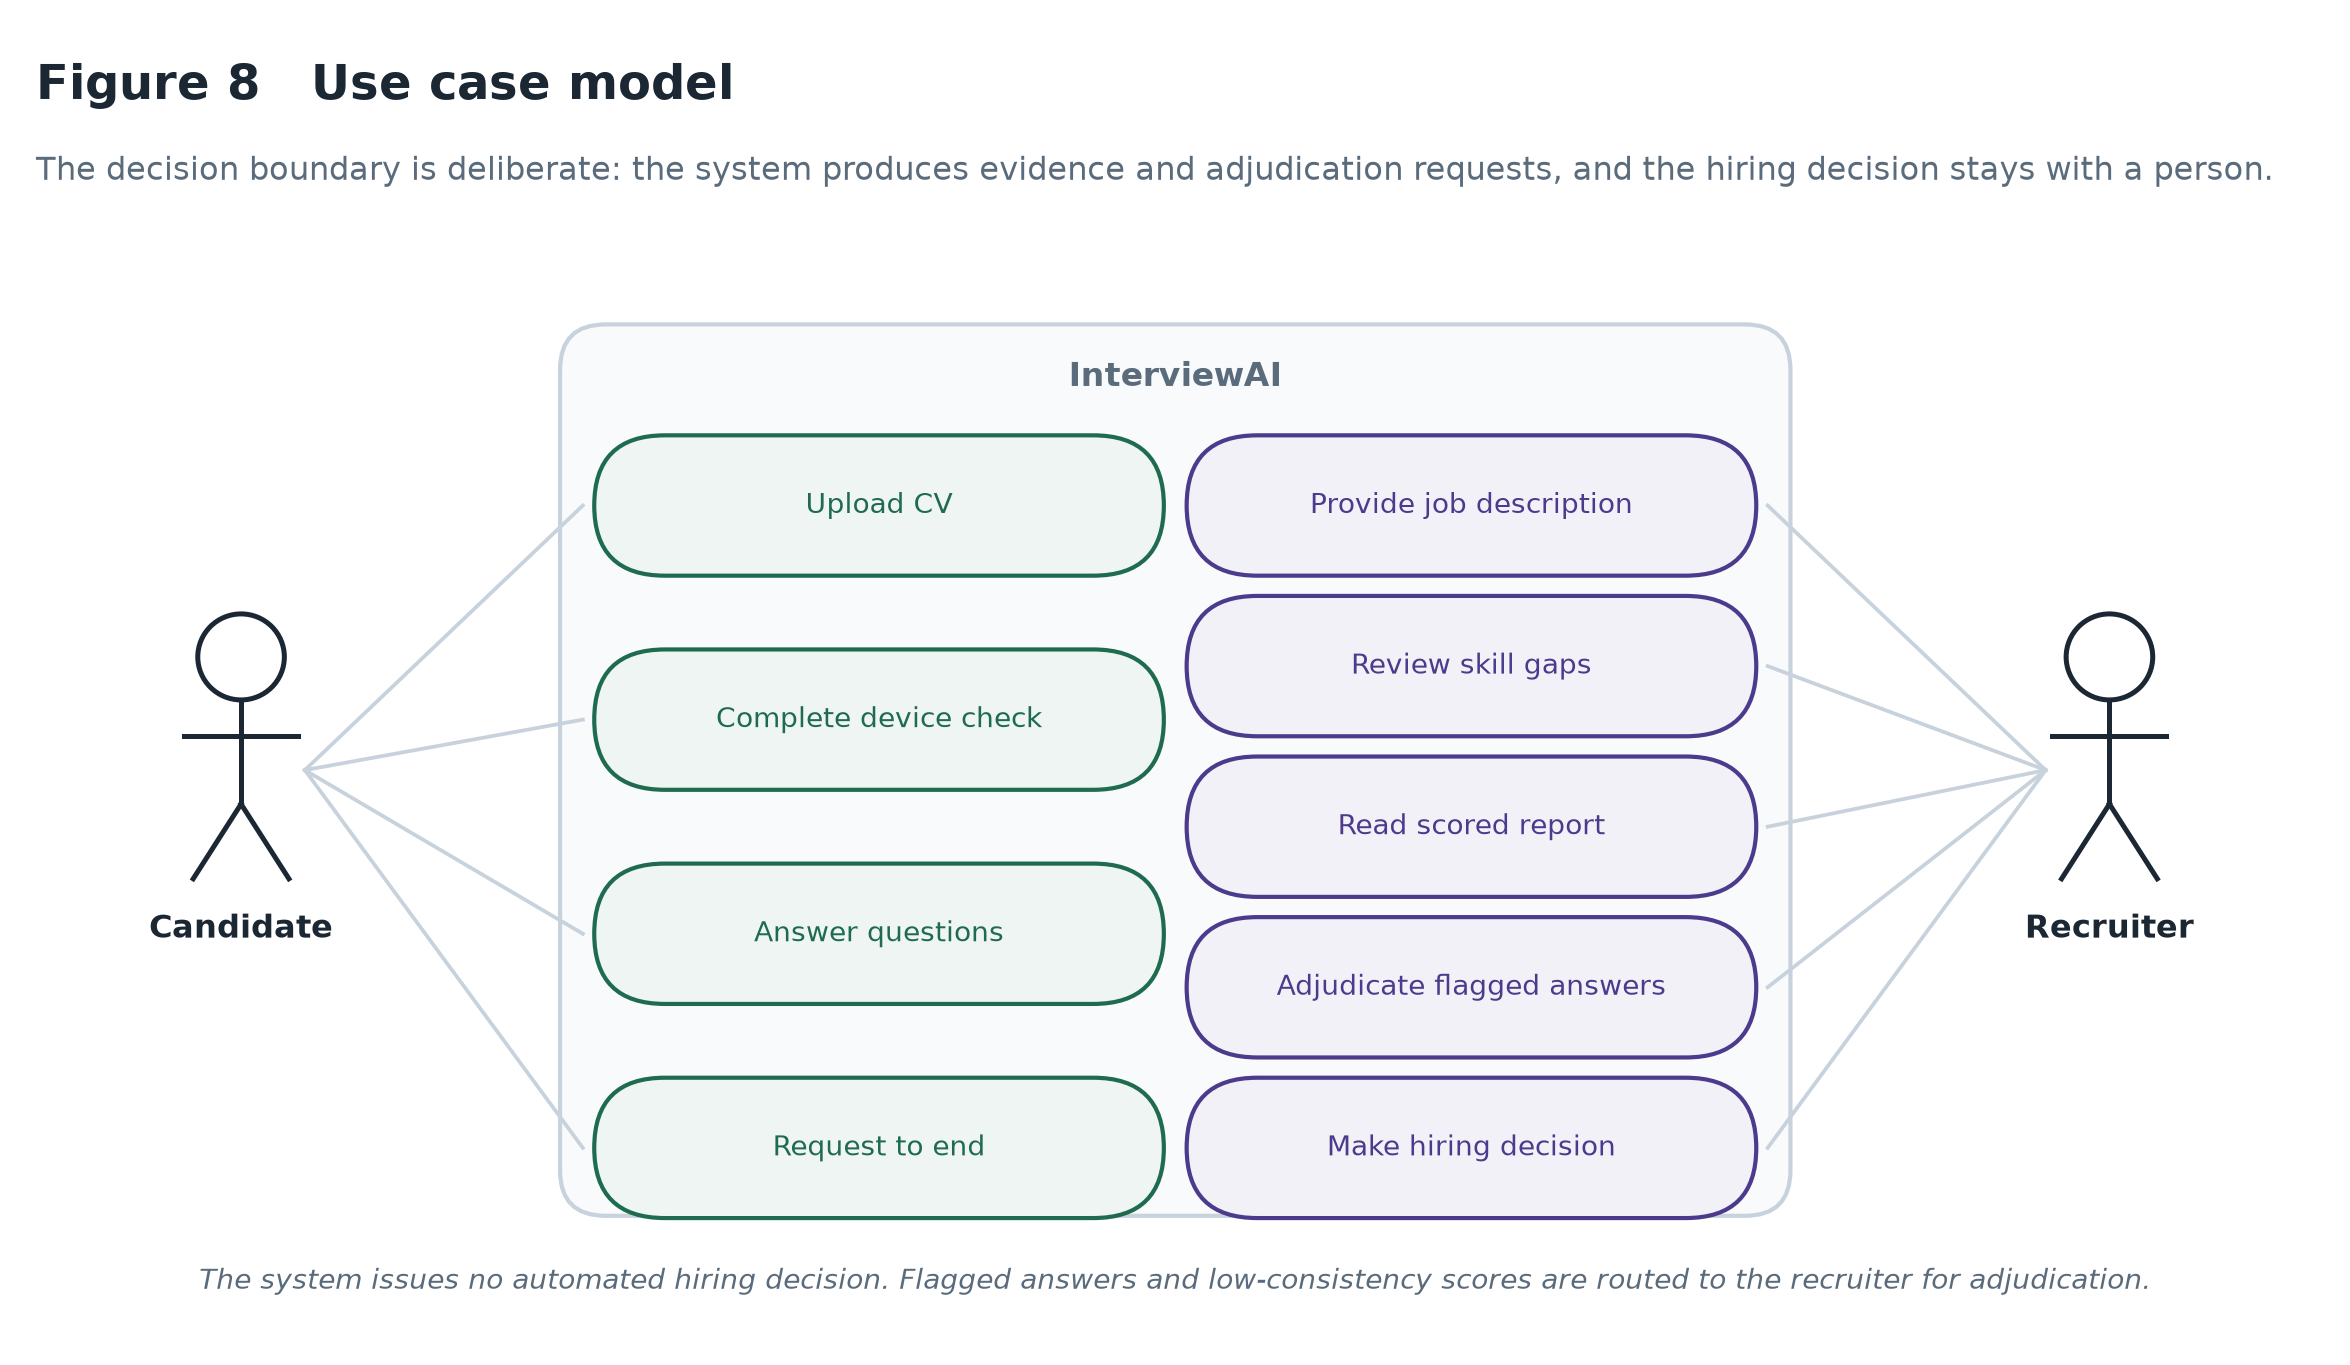 Figure 8   Use case model
The decision boundary is deliberate: the system produces evidence and adjudication requests, and the hiring decision stays with a person.
InterviewAI
Upload CV
Complete device check
Answer questions
Request to end
Provide job description
Review skill gaps
Read scored report
Adjudicate flagged answers
Make hiring decision
Candidate
Recruiter
The system issues no automated hiring decision. Flagged answers and low-consistency scores are routed to the recruiter for adjudication.